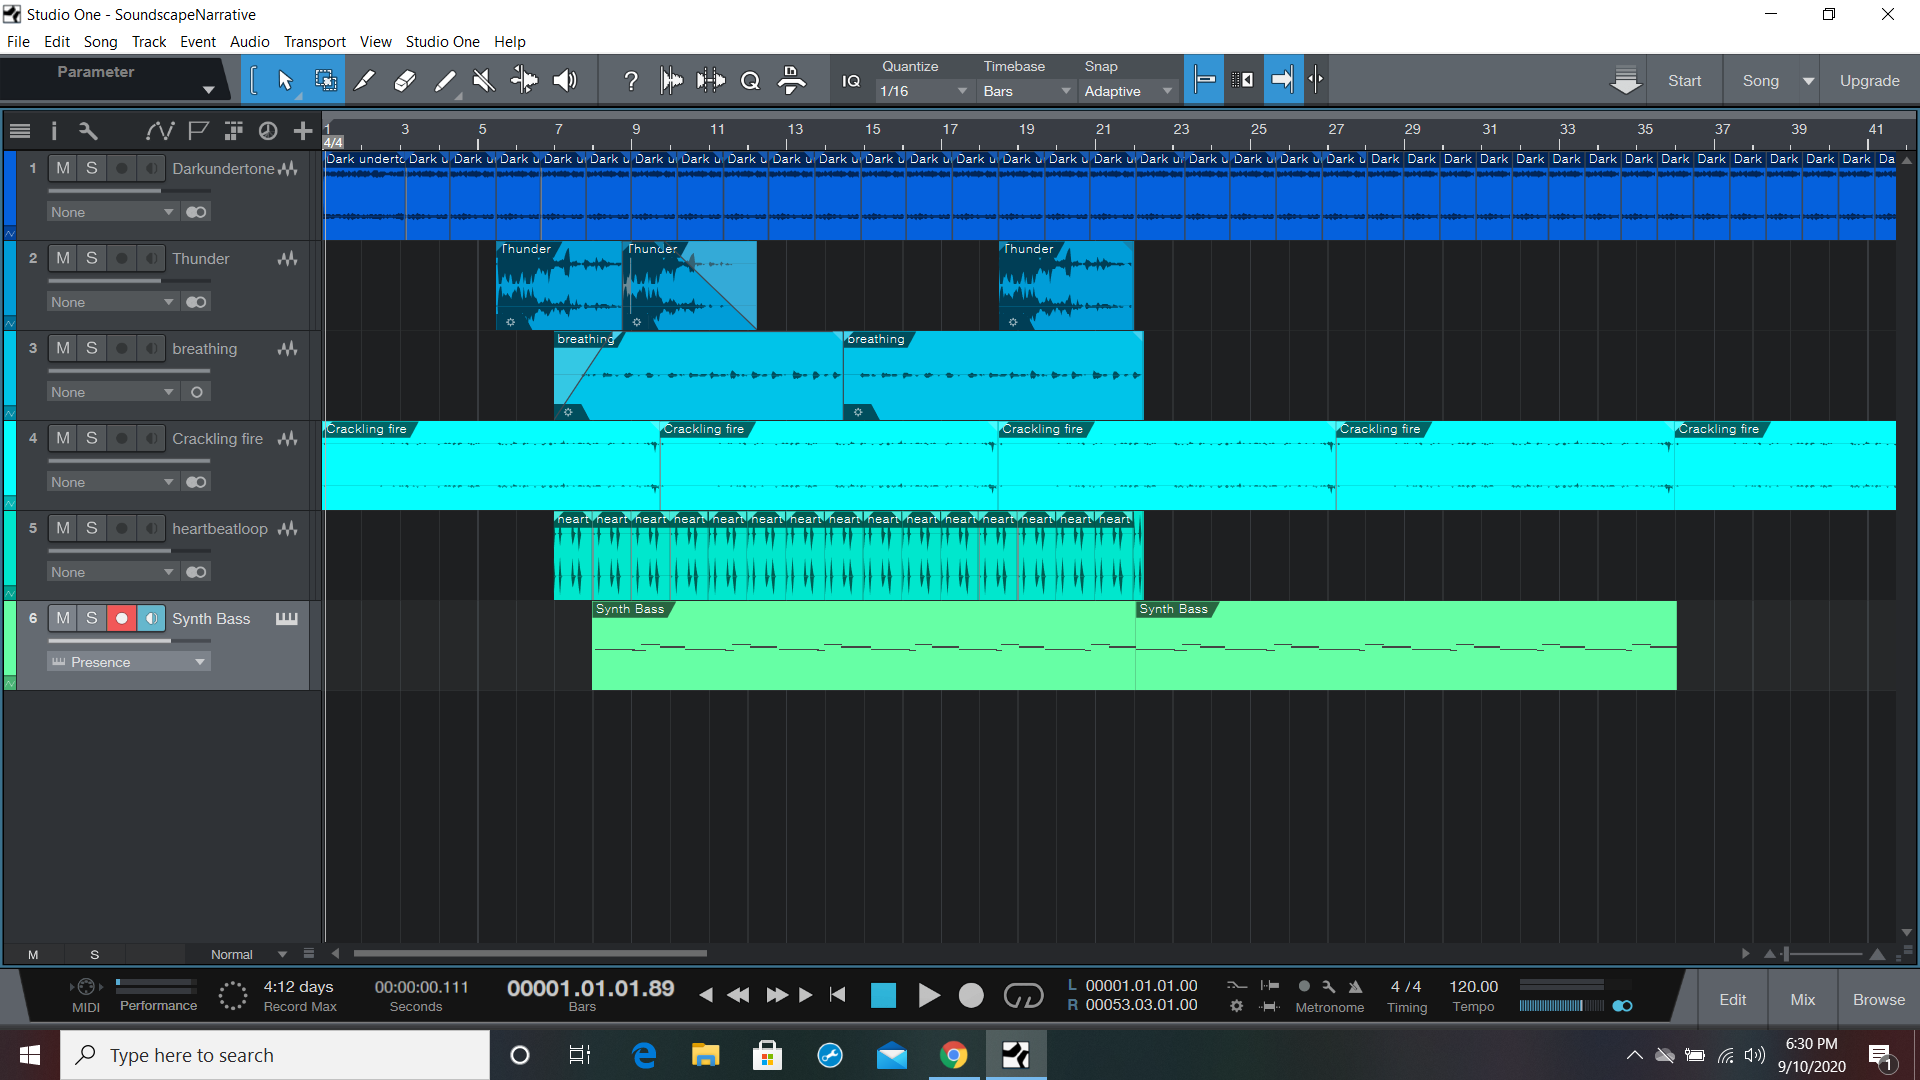 Studio One - SoundscapeNarrative
File Edit Song Track Event Audio Transport View Studio One Help
Parameter
IQ
Quantize Timebase Snap
1/16 Bars Adaptive
Start Song Upgrade
1 3 5 7 9 11 13 15 17 19 21 23 25 27 29 31 33 35 37 39 41
4/4
1 M S Darkundertone
None
Dark underto Dark u Dark u Dark u Dark u Dark u Dark u Dark u Dark u Dark u Dark u Dark u Dark u Dark u Dark u Dark u Dark u Dark u Dark u Dark u Dark u Dark u Dark Dark Dark Dark Dark Dark Dark Dark Dark Dark Dark Dark Dark Dark Da
2 M S Thunder
None
Thunder Thunder Thunder
3 M S breathing
None
breathing breathing
4 M S Crackling fire
None
Crackling fire Crackling fire Crackling fire Crackling fire Crackling fire
5 M S heartbeatloop
None
heart heart heart heart heart heart heart heart heart heart heart heart heart heart heart
6 M S Synth Bass
Presence
Synth Bass Synth Bass
M S Normal
MIDI Performance
4:12 days
Record Max
00:00:00.111
Seconds
00001.01.01.89
Bars
L 00001.01.01.00
R 00053.03.01.00
Metronome
4 / 4
Timing
120.00
Tempo
Edit Mix Browse
Type here to search
6:30 PM
9/10/2020
1